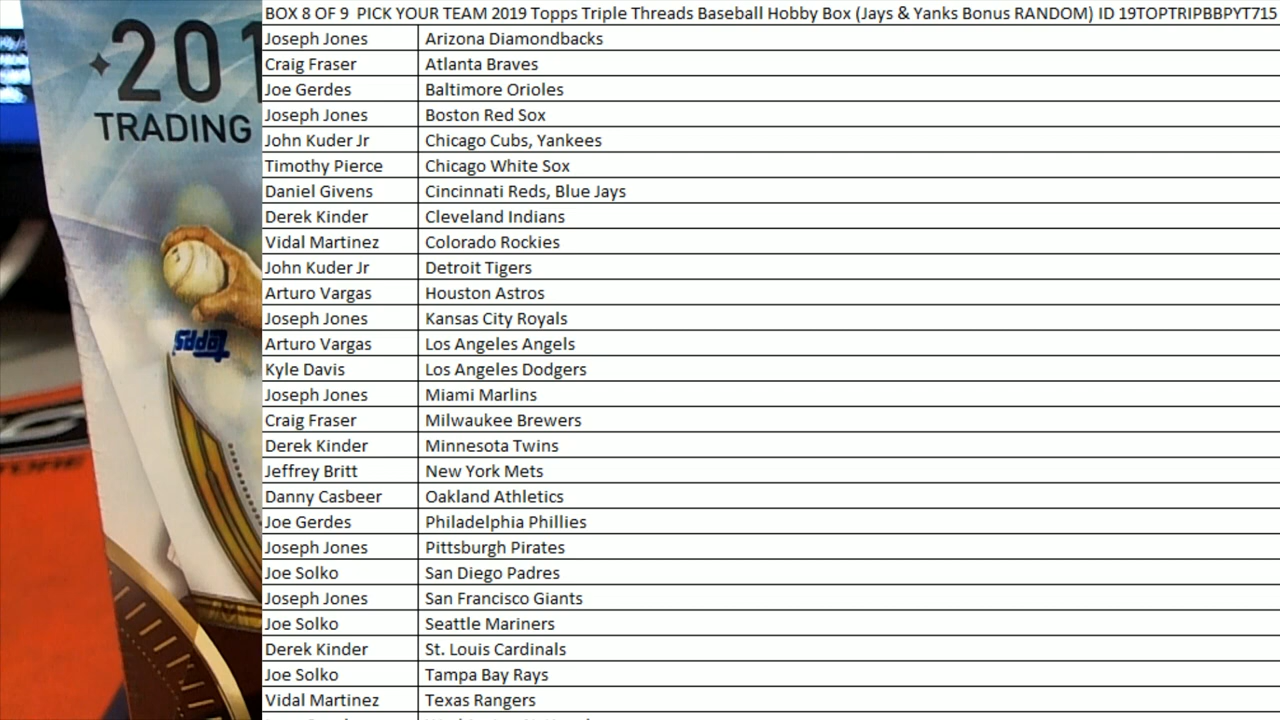 BOX 8 OF 9 PICK YOUR TEAM 2019 Topps Triple Threads Baseball Hobby Box (Jays & Yanks Bonus RANDOM) ID 19TOPTRIPBBPYT715
Joseph Jones Arizona Diamondbacks
Craig Fraser Atlanta Braves
Joe Gerdes Baltimore Orioles
Joseph Jones Boston Red Sox
John Kuder Jr Chicago Cubs, Yankees
Timothy Pierce Chicago White Sox
Daniel Givens Cincinnati Reds, Blue Jays
Derek Kinder Cleveland Indians
Vidal Martinez Colorado Rockies
John Kuder Jr Detroit Tigers
Arturo Vargas Houston Astros
Joseph Jones Kansas City Royals
Arturo Vargas Los Angeles Angels
Kyle Davis Los Angeles Dodgers
Joseph Jones Miami Marlins
Craig Fraser Milwaukee Brewers
Derek Kinder Minnesota Twins
Jeffrey Britt New York Mets
Danny Casbeer Oakland Athletics
Joe Gerdes Philadelphia Phillies
Joseph Jones Pittsburgh Pirates
Joe Solko San Diego Padres
Joseph Jones San Francisco Giants
Joe Solko Seattle Mariners
Derek Kinder St. Louis Cardinals
Joe Solko Tampa Bay Rays
Vidal Martinez Texas Rangers
201
TRADING
topps